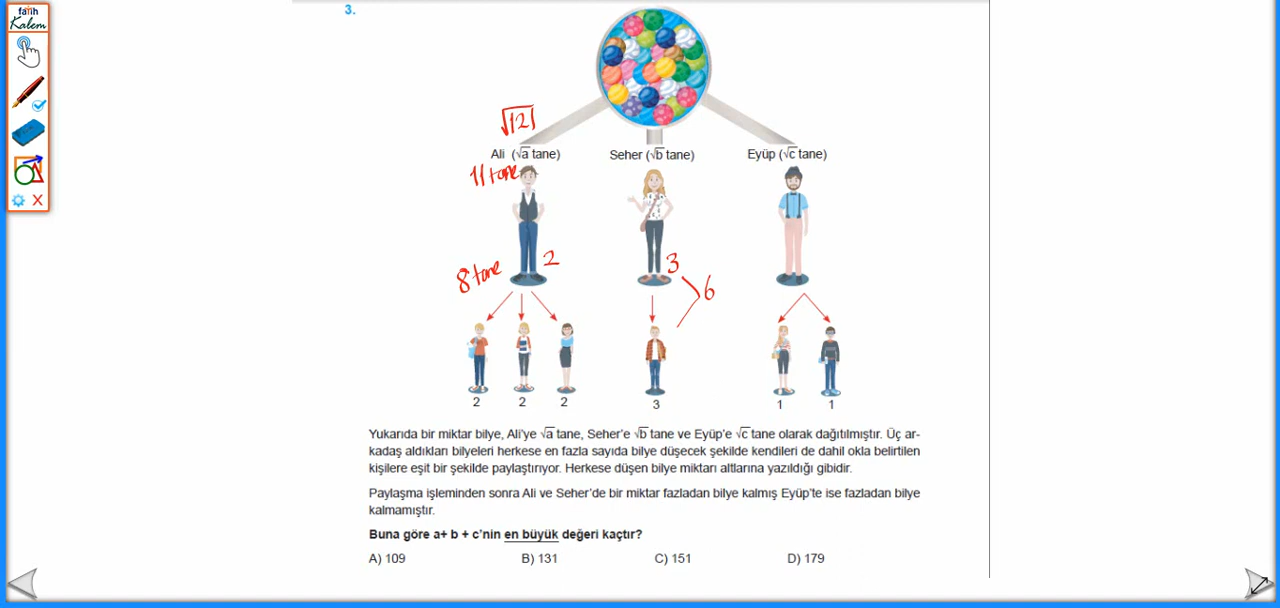 fatih
Kalem
3.
√121
Ali (√a tane)
Seher (√b tane)
Eyüp (√c tane)
11 tane
8 tane
2
3
6
2
2
2
3
1
1
Yukarıda bir miktar bilye, Ali'ye √a tane, Seher'e √b tane ve Eyüp'e √c tane olarak dağıtılmıştır. Üç ar-
kadaş aldıkları bilyeleri herkese en fazla sayıda bilye düşecek şekilde kendileri de dahil okla belirtilen
kişilere eşit bir şekilde paylaştırıyor. Herkese düşen bilye miktarı altlarına yazıldığı gibidir.
Paylaşma işleminden sonra Ali ve Seher'de bir miktar fazladan bilye kalmış Eyüp'te ise fazladan bilye
kalmamıştır.
Buna göre a+ b + c'nin en büyük değeri kaçtır?
A) 109
B) 131
C) 151
D) 179